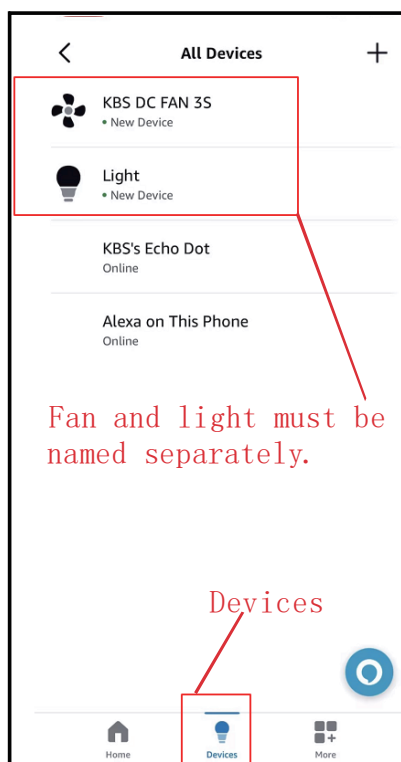 All Devices
KBS DC FAN 3S
• New Device
Light
• New Device
KBS's Echo Dot
Online
Alexa on This Phone
Online
Fan and light must be
named separately.
Devices
Home Devices More